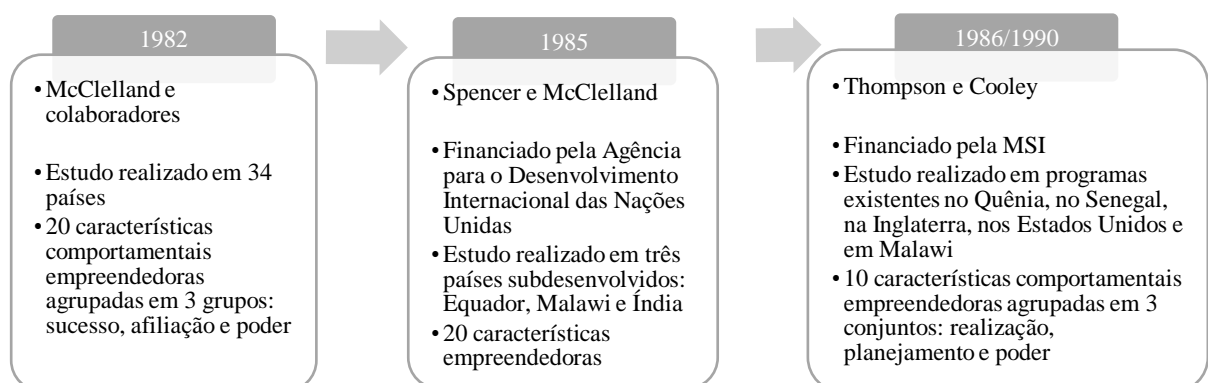 1982
• McClelland e
colaboradores
• Estudo realizado em 34
países
• 20 características
comportamentais
empreendedoras
agrupadas em 3 grupos:
sucesso, afiliação e poder
1985
• Spencer e McClelland
• Financiado pela Agência
para o Desenvolvimento
Internacional das Nações
Unidas
• Estudo realizado em três
países subdesenvolvidos:
Equador, Malawi e Índia
• 20 características
empreendedoras
1986/1990
• Thompson e Cooley
• Financiado pela MSI
• Estudo realizado em programas
existentes no Quênia, no Senegal,
na Inglaterra, nos Estados Unidos e
em Malawi
• 10 características comportamentais
empreendedoras agrupadas em 3
conjuntos: realização,
planejamento e poder